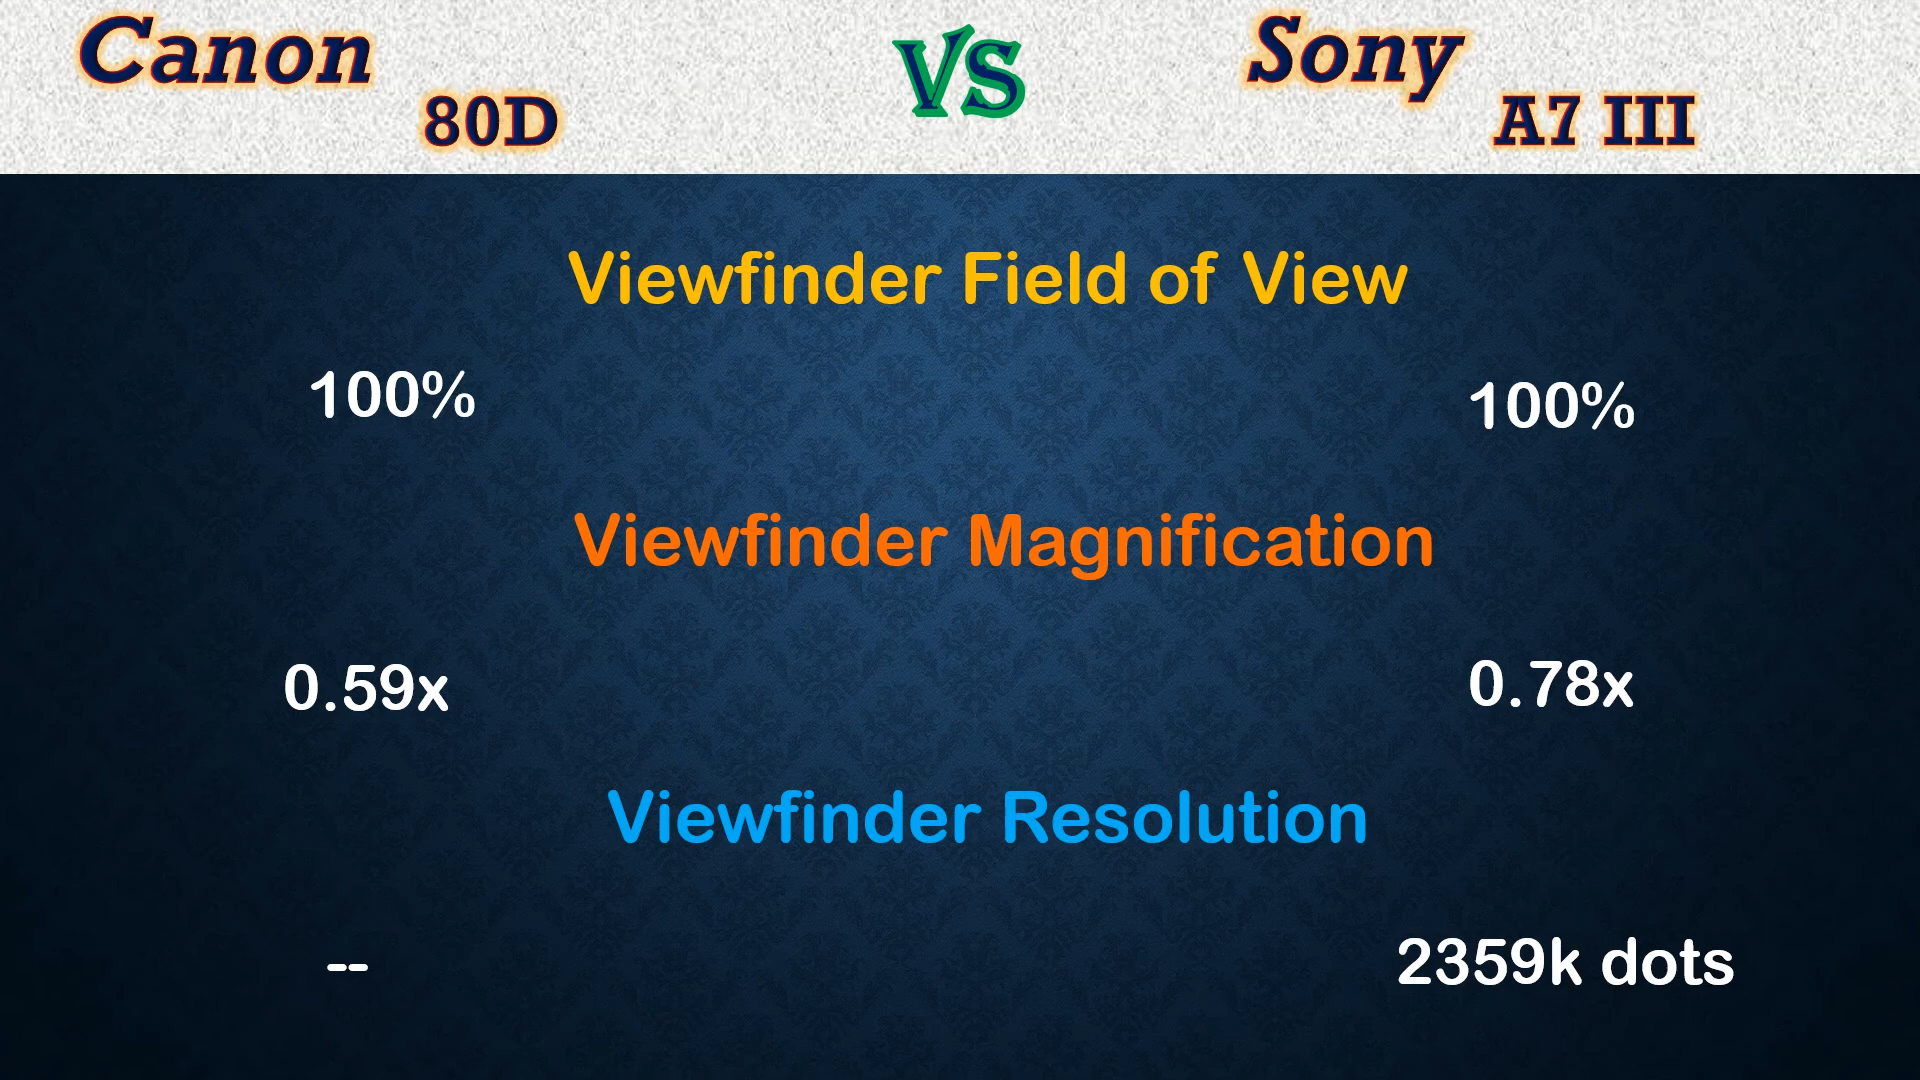 Canon
80D
VS
Sony
A7 III
Viewfinder Field of View
100%
100%
Viewfinder Magnification
0.59x
0.78x
Viewfinder Resolution
--
2359k dots